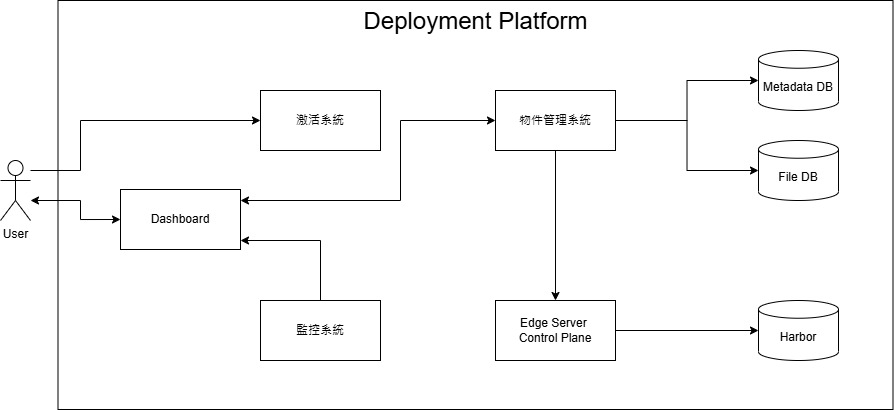 Deployment Platform
Metadata DB
激活系統
物件管理系統
File DB
User
Dashboard
監控系統
Edge Server
Control Plane
Harbor